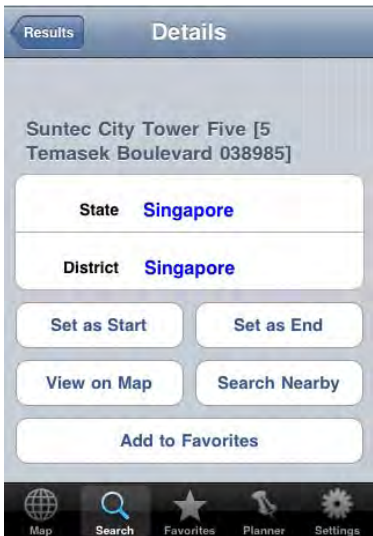 Results
Details
Suntec City Tower Five [5
Temasek Boulevard 038985]
State Singapore
District Singapore
Set as Start
Set as End
View on Map
Search Nearby
Add to Favorites
Map Search Favorites Planner Settings